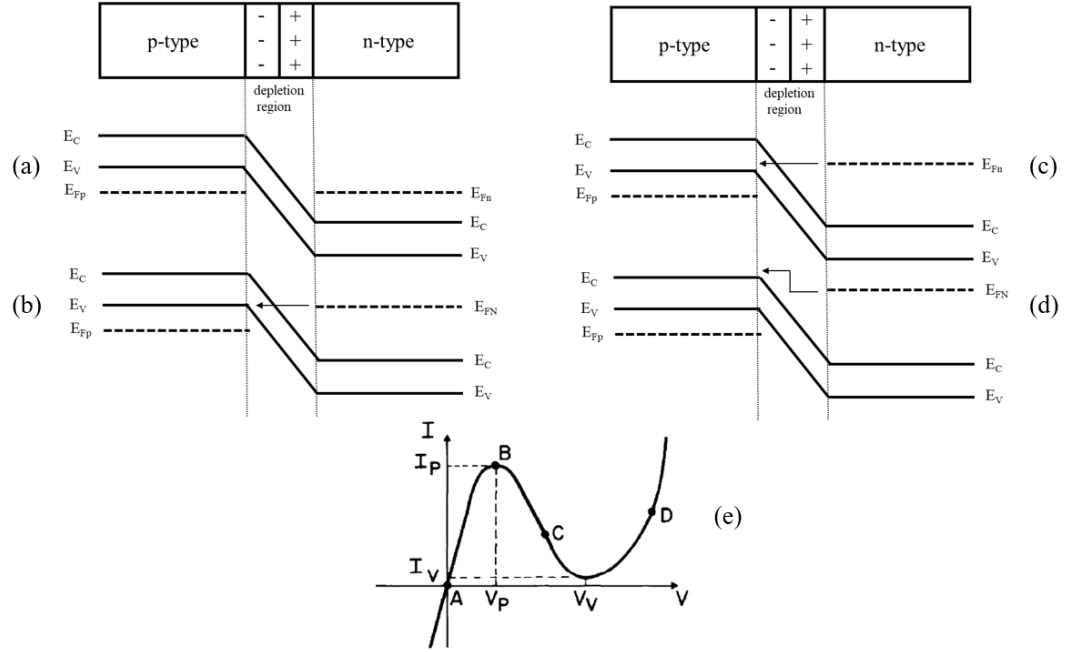 p-type
- +
- +
- +
n-type
depletion
region
(a)
E_C
E_V
E_Fp
E_Fn
E_C
E_V
(b)
E_C
E_V
E_Fp
E_FN
E_C
E_V
p-type
- +
- +
- +
n-type
depletion
region
(c)
E_C
E_V
E_Fp
E_Fn
E_C
E_V
(d)
E_C
E_V
E_Fp
E_FN
E_C
E_V
I
I_P
B
C
D
(e)
I_V
A
V_P
V_V
V